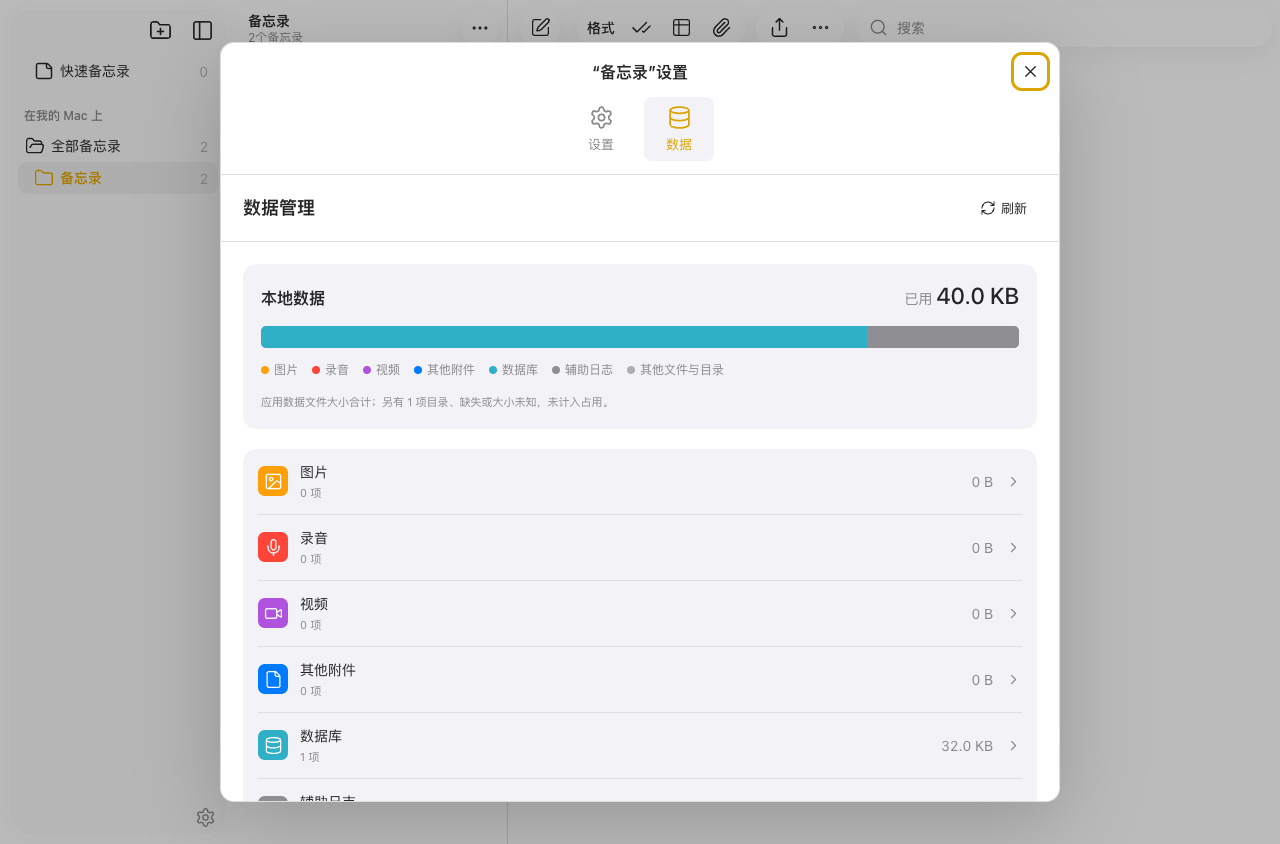 备忘录
2个备忘录
格式
搜索
快速备忘录 0
在我的 Mac 上
全部备忘录 2
备忘录 2
“备忘录”设置
设置
数据
数据管理
刷新
本地数据
已用 40.0 KB
图片 录音 视频 其他附件 数据库 辅助日志 其他文件与目录
应用数据文件大小合计；另有 1 项目录、缺失或大小未知，未计入占用。
图片
0 项
0 B
录音
0 项
0 B
视频
0 项
0 B
其他附件
0 项
0 B
数据库
1 项
32.0 KB
辅助日志